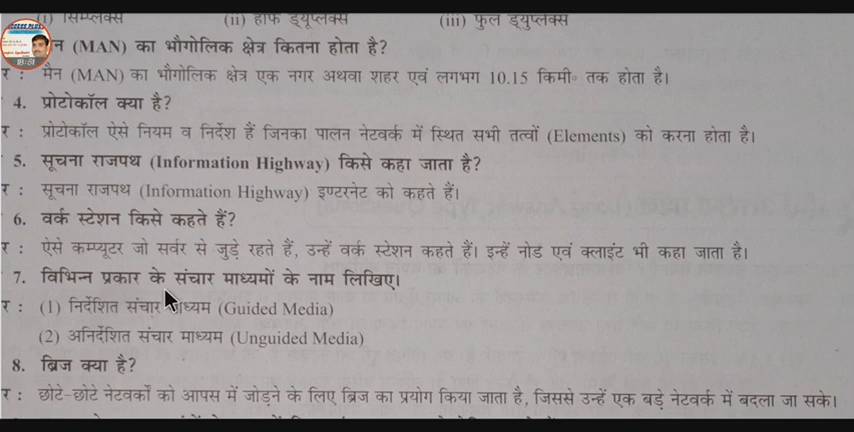 (i) सिम्प्लेक्स (ii) हाफ ड्यूप्लेक्स (iii) फुल ड्युप्लक्स
न (MAN) का भौगोलिक क्षेत्र कितना होता है?
र : मैन (MAN) का भौगोलिक क्षेत्र एक नगर अथवा शहर एवं लगभग 10.15 किमी॰ तक होता है।
4. प्रोटोकॉल क्या है?
र : प्रोटोकॉल ऐसे नियम व निर्देश हैं जिनका पालन नेटवर्क में स्थित सभी तत्वों (Elements) को करना होता है।
5. सूचना राजपथ (Information Highway) किसे कहा जाता है?
र : सूचना राजपथ (Information Highway) इण्टरनेट को कहते हैं।
6. वर्क स्टेशन किसे कहते हैं?
र : ऐसे कम्प्यूटर जो सर्वर से जुड़े रहते हैं, उन्हें वर्क स्टेशन कहते हैं। इन्हें नोड एवं क्लाइंट भी कहा जाता है।
7. विभिन्न प्रकार के संचार माध्यमों के नाम लिखिए।
र : (1) निर्देशित संचार माध्यम (Guided Media)
(2) अनिर्देशित संचार माध्यम (Unguided Media)
8. ब्रिज क्या है?
र : छोटे-छोटे नेटवर्कों को आपस में जोड़ने के लिए ब्रिज का प्रयोग किया जाता है, जिससे उन्हें एक बड़े नेटवर्क में बदला जा सके।